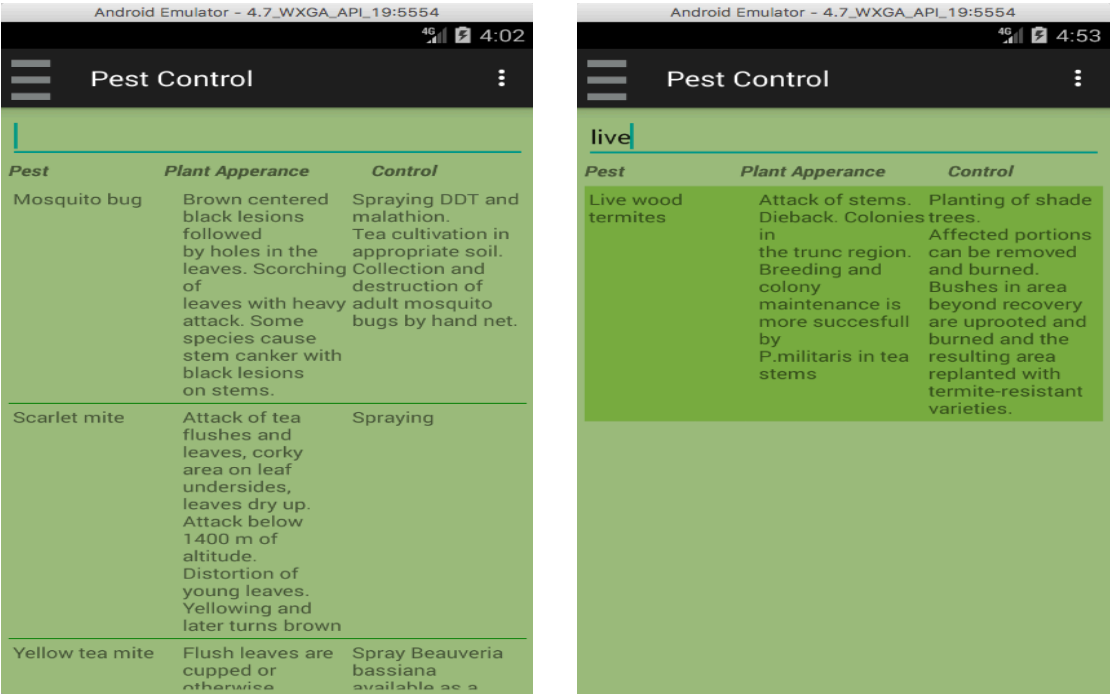 Android Emulator - 4.7_WXGA_API_19:5554
4G 4:02
Pest Control
Pest Plant Apperance Control
Mosquito bug
Brown centered
black lesions
followed
by holes in the
leaves. Scorching
of
leaves with heavy
attack. Some
species cause
stem canker with
black lesions
on stems.
Spraying DDT and
malathion.
Tea cultivation in
appropriate soil.
Collection and
destruction of
adult mosquito
bugs by hand net.
Scarlet mite
Attack of tea
flushes and
leaves, corky
area on leaf
undersides,
leaves dry up.
Attack below
1400 m of
altitude.
Distortion of
young leaves.
Yellowing and
later turns brown
Spraying
Yellow tea mite
Flush leaves are
cupped or
otherwise
Spray Beauveria
bassiana
available as a
Android Emulator - 4.7_WXGA_API_19:5554
4G 4:53
Pest Control
live
Pest Plant Apperance Control
Live wood
termites
Attack of stems.
Dieback. Colonies
in
the trunc region.
Breeding and
colony
maintenance is
more succesfull
by
P.militaris in tea
stems
Planting of shade
trees.
Affected portions
can be removed
and burned.
Bushes in area
beyond recovery
are uprooted and
burned and the
resulting area
replanted with
termite-resistant
varieties.